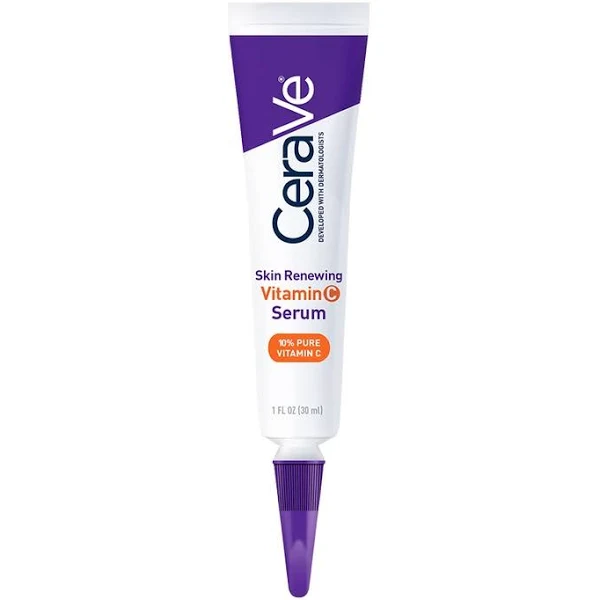 CeraVe®
DEVELOPED WITH DERMATOLOGISTS
Skin Renewing
Vitamin C
Serum
10% PURE
VITAMIN C
1 FL OZ (30 ml)